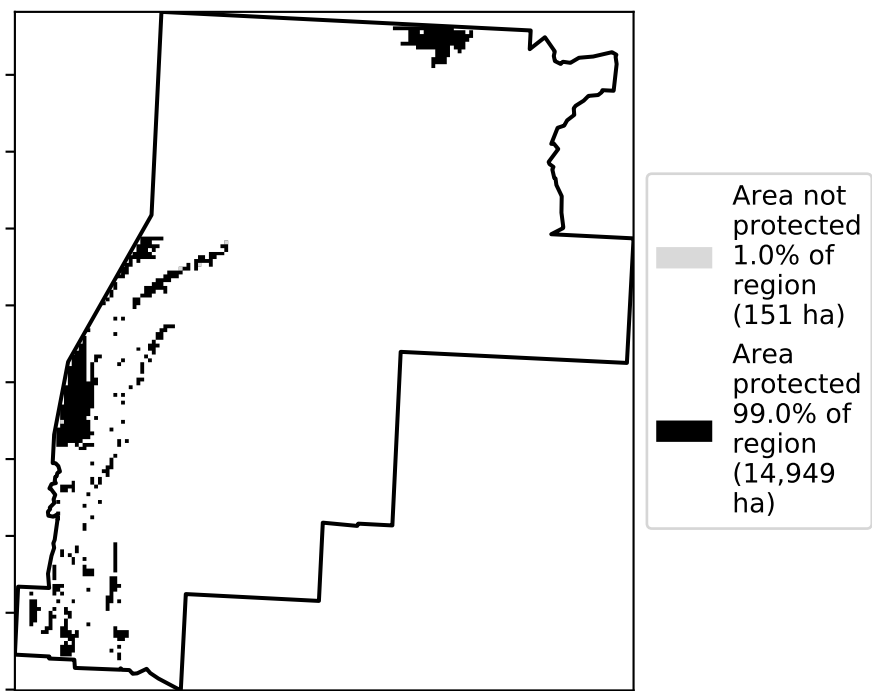 Area not
protected
1.0% of
region
(151 ha)
Area
protected
99.0% of
region
(14,949
ha)